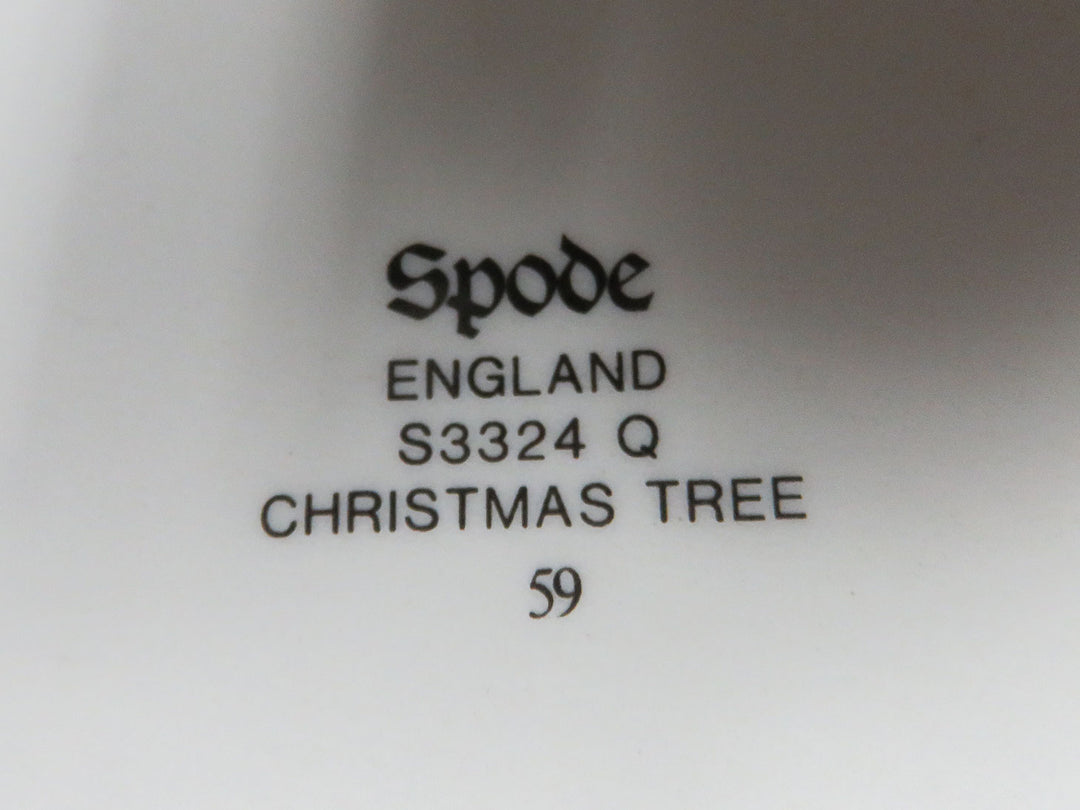 Spode
ENGLAND
S3324 Q
CHRISTMAS TREE
59